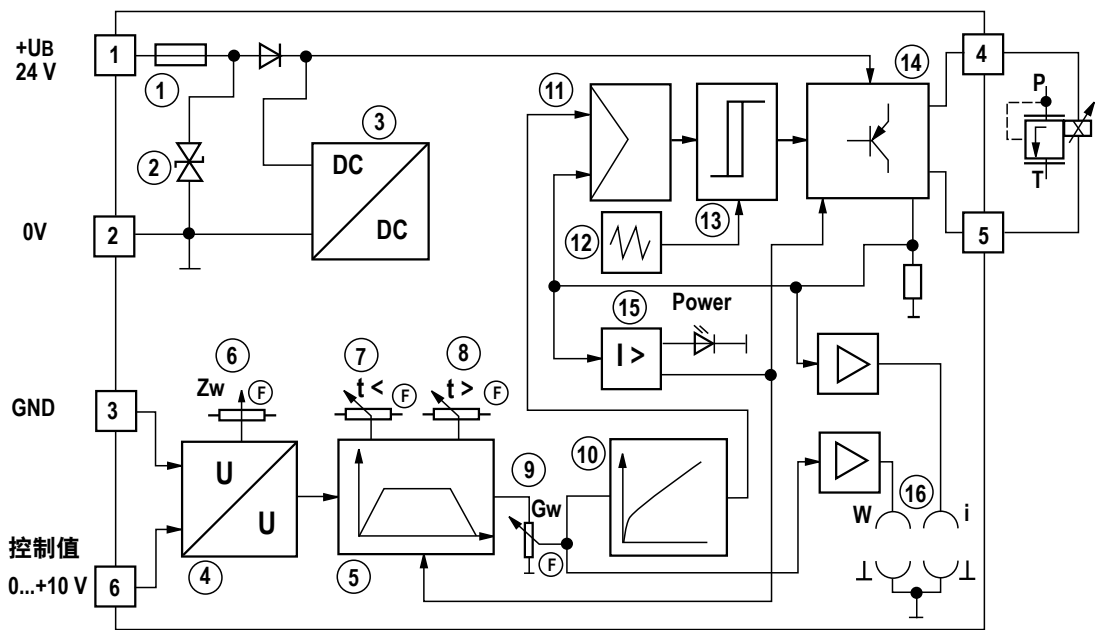 +UB
24 V
1
①
②
③
DC
DC
0V
2
⑪
⑫
⑬
⑭
4
P
T
5
⑮
I >
Power
GND
3
⑥
Zw
Ⓕ
⑦
t <
Ⓕ
⑧
t >
Ⓕ
U
U
④
⑤
⑨
Gw
Ⓕ
⑩
⑯
W
i
控制值
0...+10 V
6